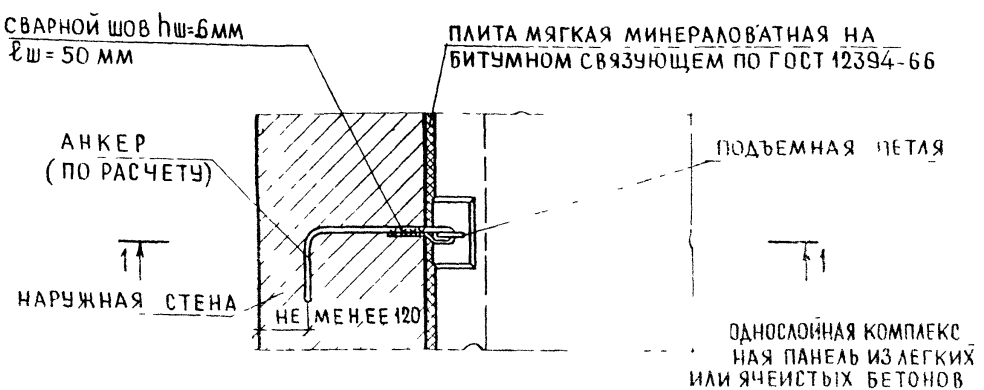 СВАРНОЙ ШОВ hш=6мм
ℓш = 50 ММ
ПЛИТА МЯГКАЯ МИНЕРАЛОВАТНАЯ НА
БИТУМНОМ СВЯЗУЮЩЕМ ПО ГОСТ 12394-66
АНКЕР
(ПО РАСЧЕТУ)
ПОДЪЕМНАЯ ПЕТЛЯ
1
1
НАРУЖНАЯ СТЕНА
НЕ МЕНЕЕ 120
ОДНОСЛОЙНАЯ КОМПЛЕКС
НАЯ ПАНЕЛЬ ИЗ ЛЕГКИХ
ИЛИ ЯЧЕИСТЫХ БЕТОНОВ